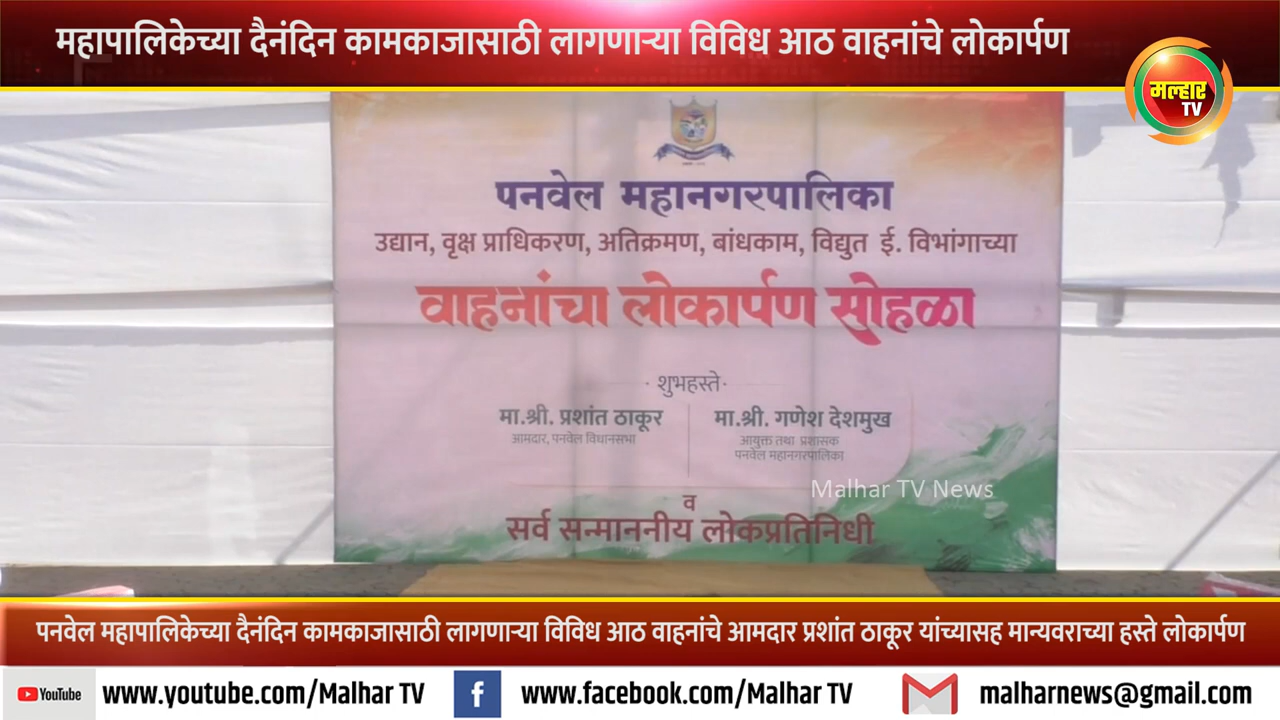 महापालिकेच्या दैनंदिन कामकाजासाठी लागणाऱ्या विविध आठ वाहनांचे लोकार्पण
मल्हार
TV
पनवेल महानगरपालिका
उद्यान, वृक्ष प्राधिकरण, अतिक्रमण, बांधकाम, विद्युत ई. विभांगाच्या
वाहनांचा लोकार्पण सोहळा
· शुभहस्ते ·
मा.श्री. प्रशांत ठाकूर
आमदार, पनवेल विधानसभा
मा.श्री. गणेश देशमुख
आयुक्त तथा प्रशासक
पनवेल महानगरपालिका
Malhar TV News
व
सर्व सन्माननीय लोकप्रतिनिधी
पनवेल महापालिकेच्या दैनंदिन कामकाजासाठी लागणाऱ्या विविध आठ वाहनांचे आमदार प्रशांत ठाकूर यांच्यासह मान्यवराच्या हस्ते लोकार्पण
YouTube www.youtube.com/Malhar TV f www.facebook.com/Malhar TV malharnews@gmail.com